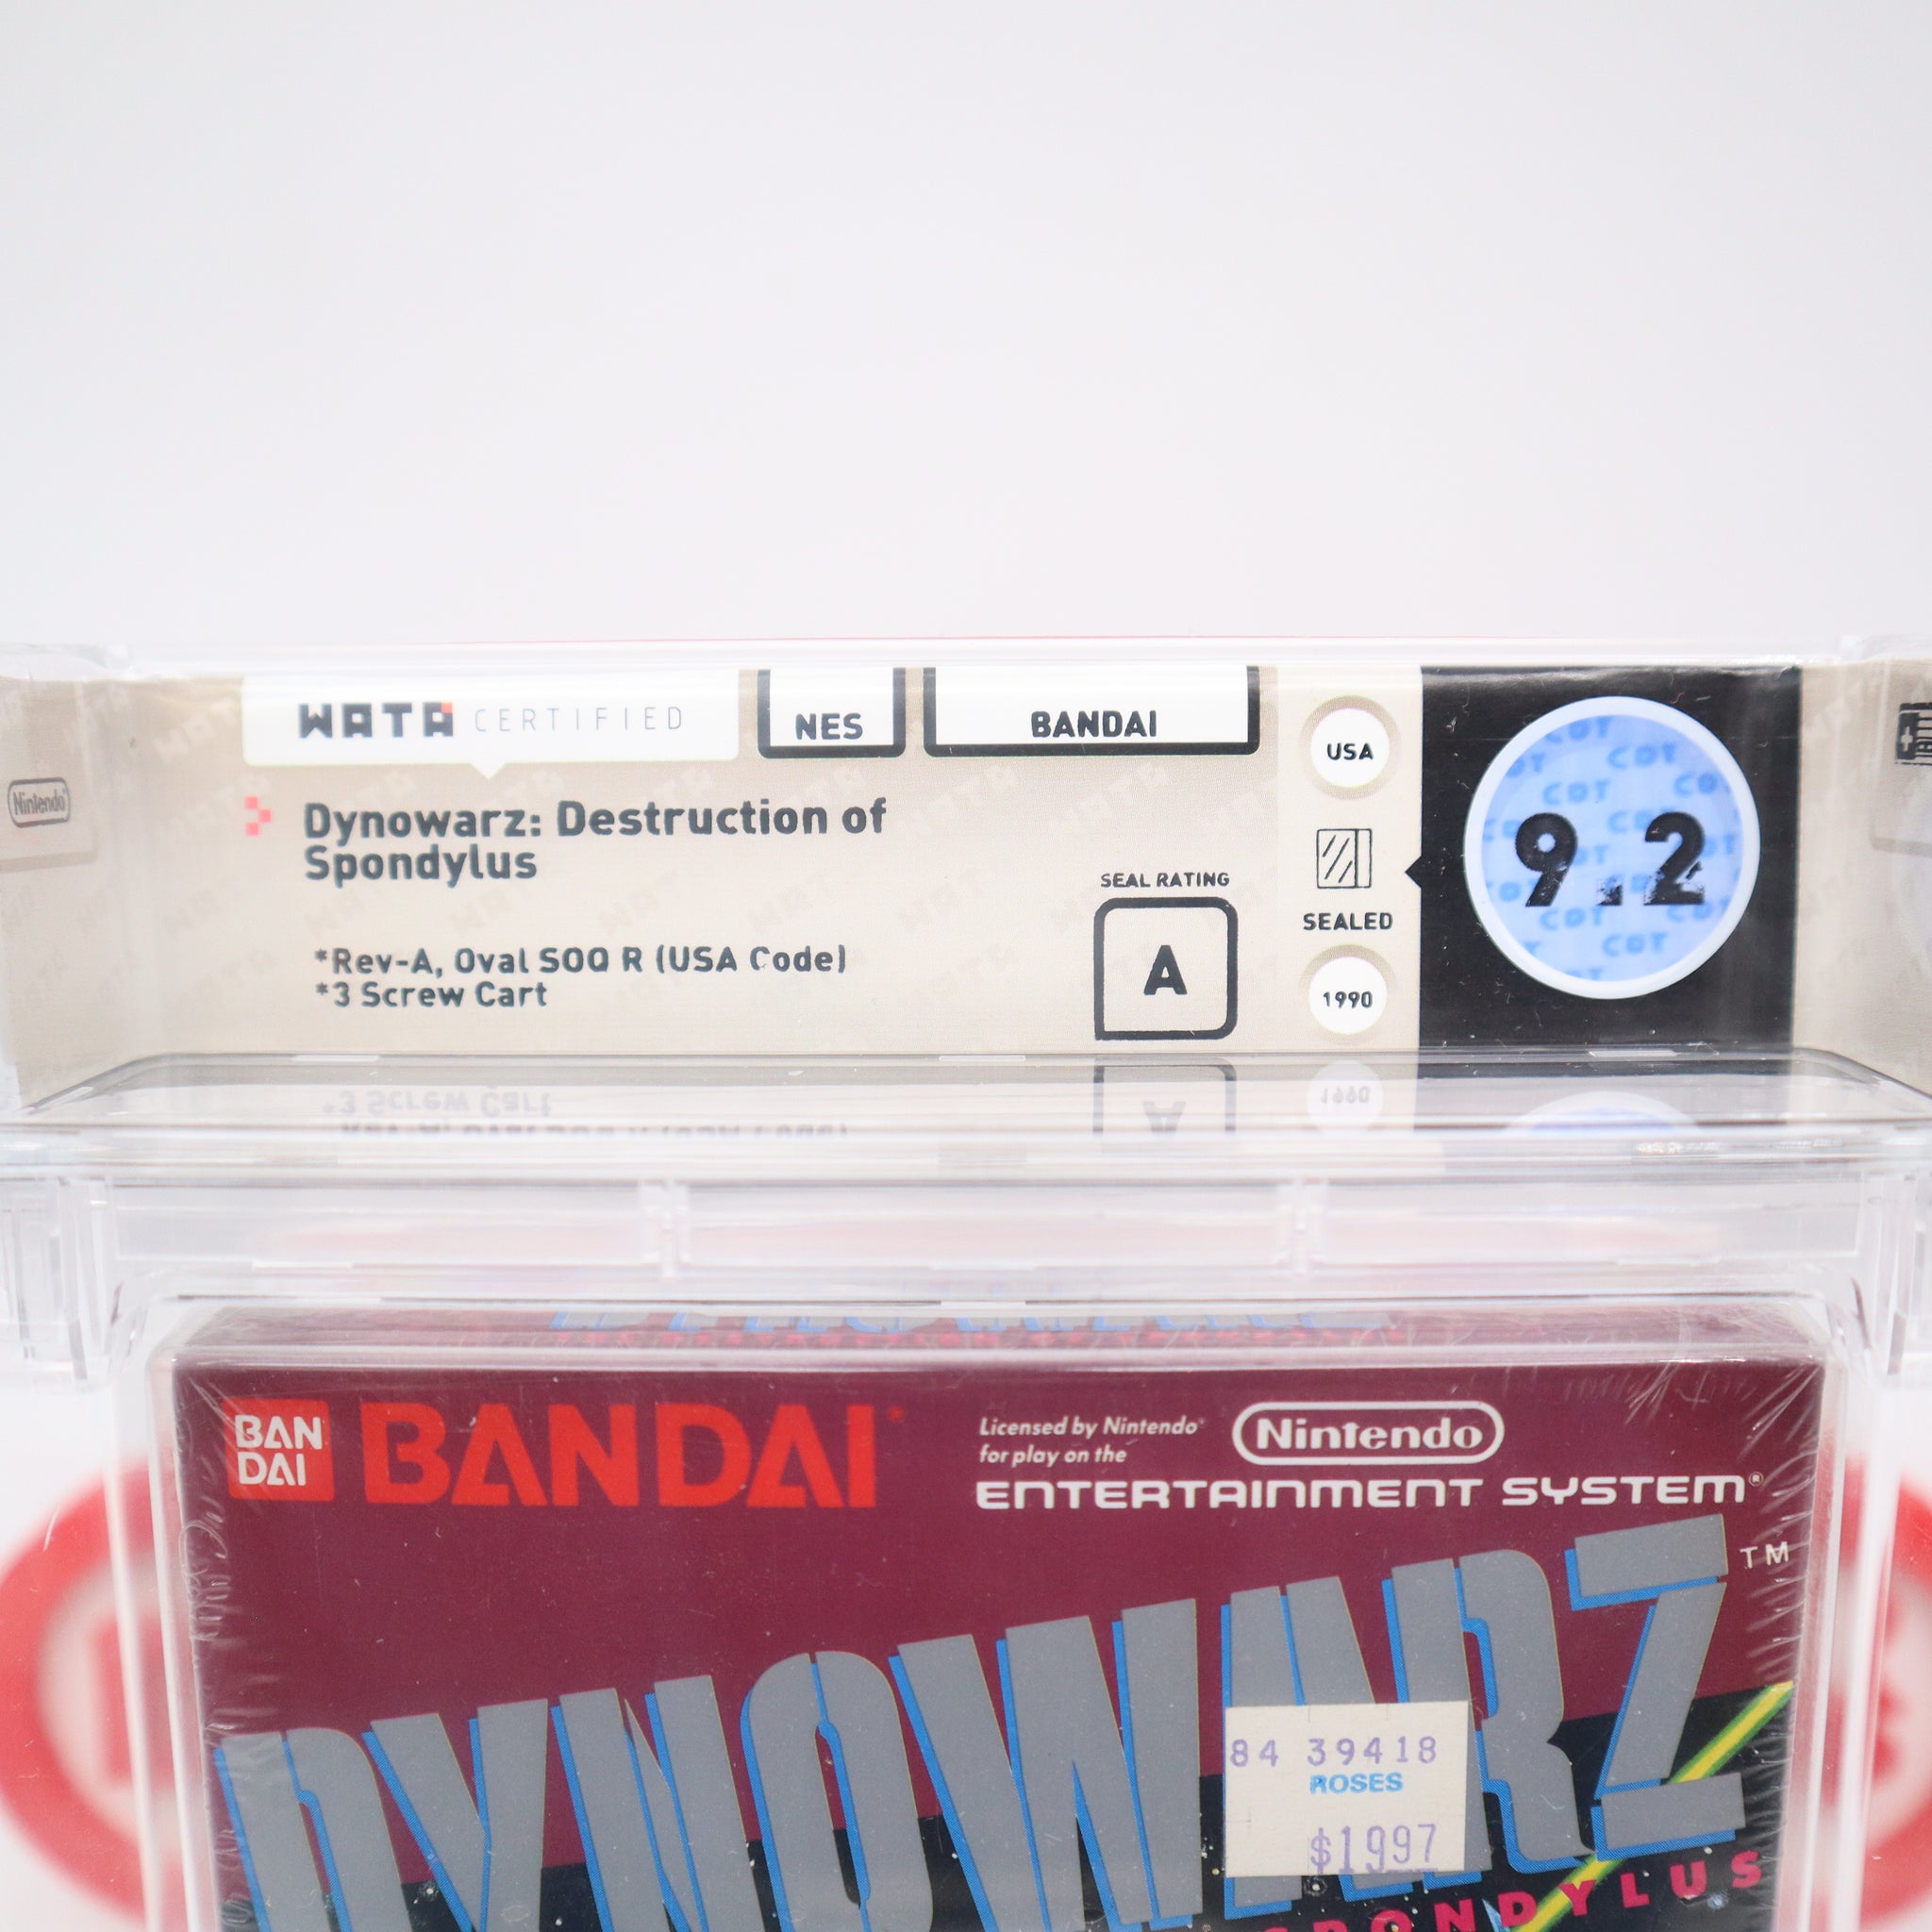 WATA CERTIFIED
NES
BANDAI
USA
Dynowarz: Destruction of
Spondylus
*Rev-A, Oval SOQ R (USA Code)
*3 Screw Cart
SEAL RATING
A
SEALED
1990
9.2
CDT
Nintendo
BAN
DAI
BANDAI
Licensed by Nintendo®
for play on the
Nintendo
ENTERTAINMENT SYSTEM®
DYNOWARZ™
84 39418
ROSES
$1997
SPONDYLUS